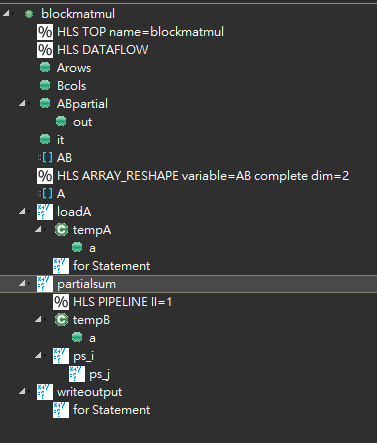 blockmatmul
% HLS TOP name=blockmatmul
% HLS DATAFLOW
Arows
Bcols
ABpartial
out
it
[ ] AB
% HLS ARRAY_RESHAPE variable=AB complete dim=2
[ ] A
loadA
C tempA
a
for Statement
partialsum
% HLS PIPELINE II=1
C tempB
a
ps_i
ps_j
writeoutput
for Statement